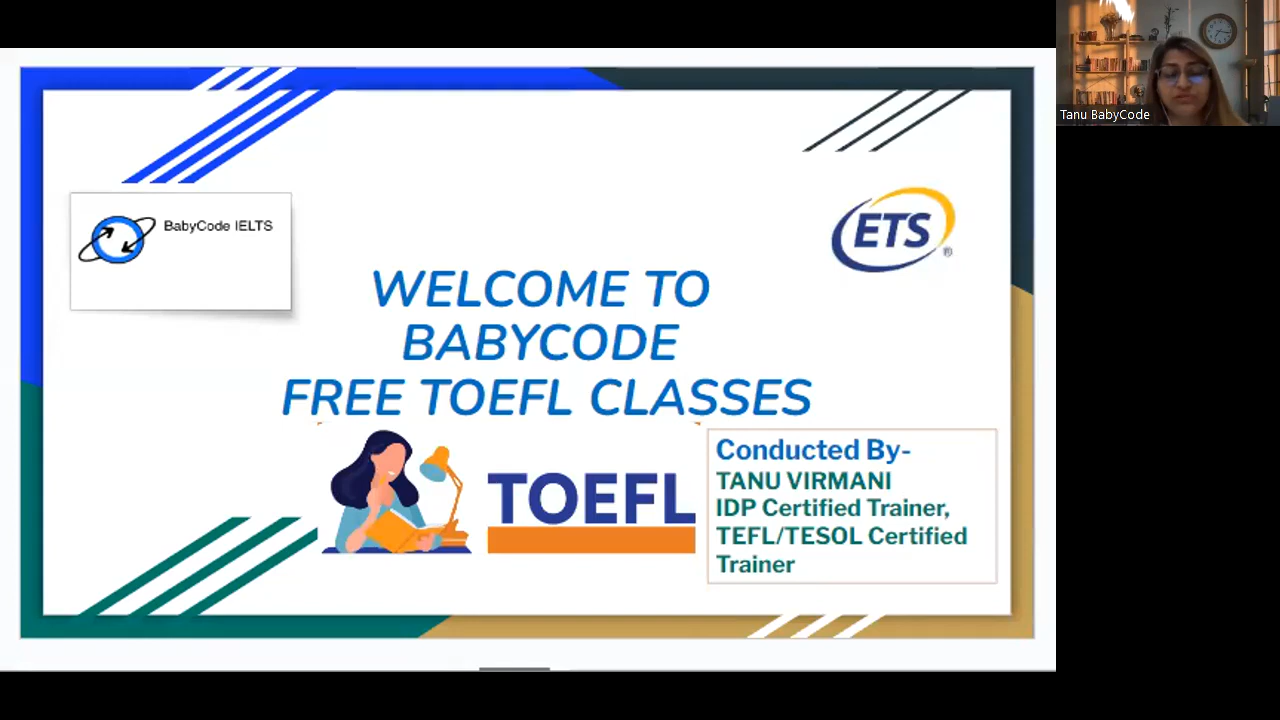 BabyCode IELTS
ETS
®
WELCOME TO
BABYCODE
FREE TOEFL CLASSES
TOEFL
Conducted By-
TANU VIRMANI
IDP Certified Trainer,
TEFL/TESOL Certified
Trainer
Tanu BabyCode